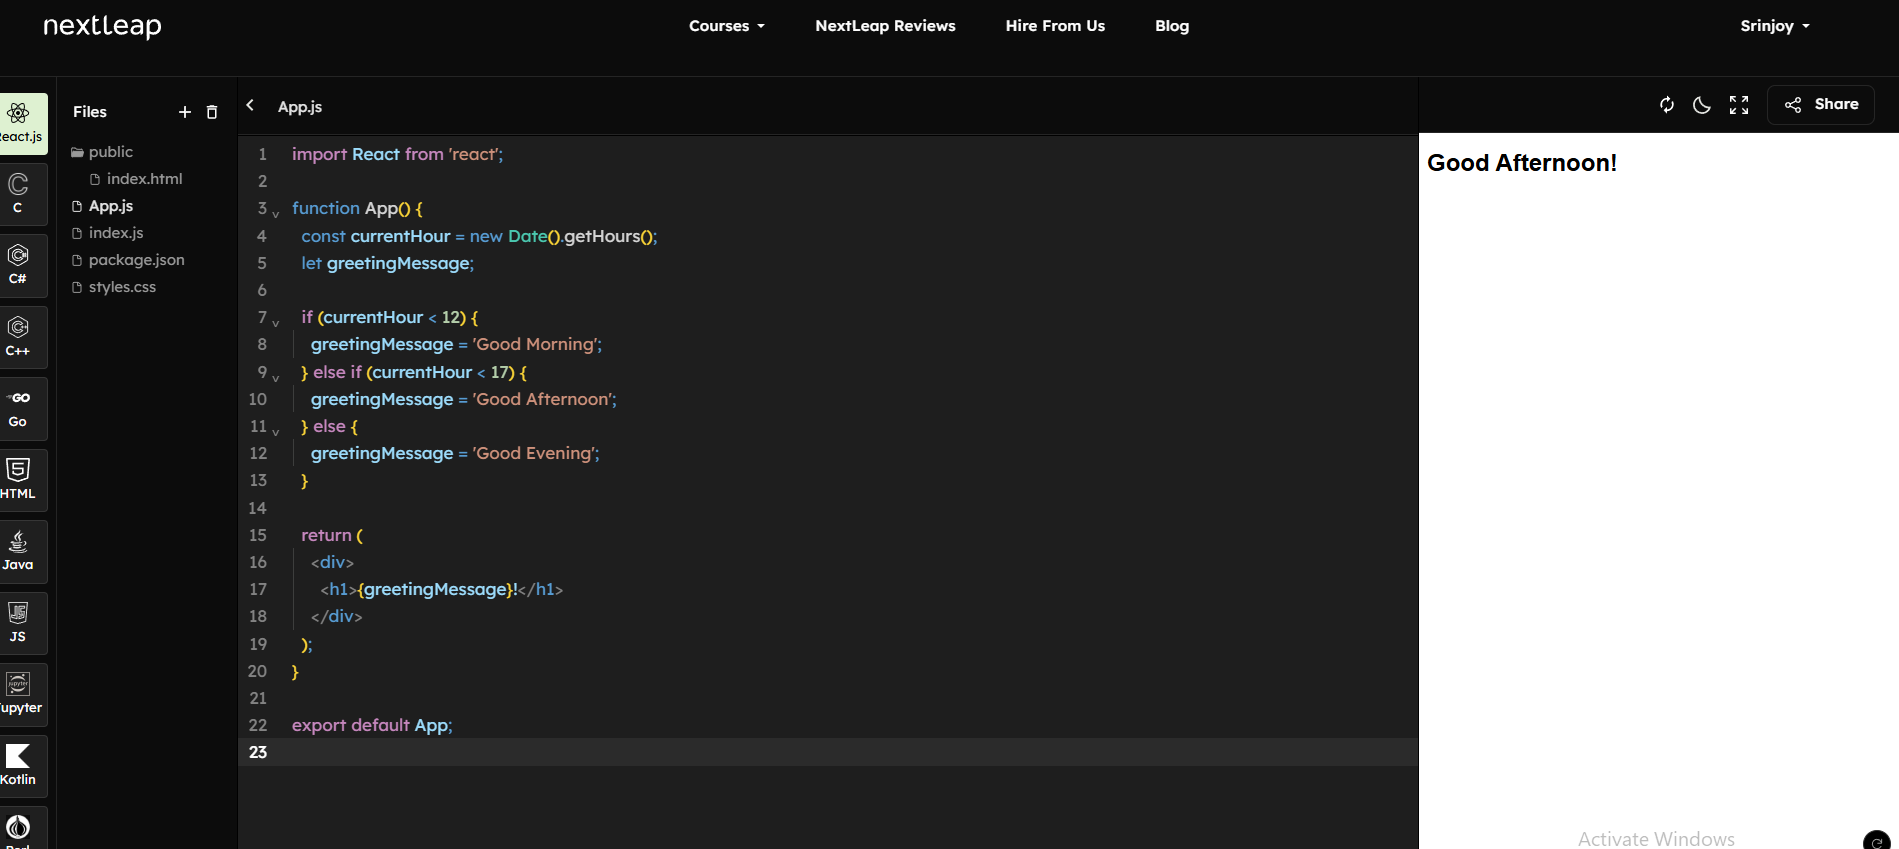 nextleap
Courses
NextLeap Reviews
Hire From Us
Blog
Srinjoy
React.js
C
C#
C++
GO
Go
HTML
Java
JS
Jupyter
Kotlin
Files
public
index.html
App.js
index.js
package.json
styles.css
App.js
1 import React from 'react';
2
3 function App() {
4 const currentHour = new Date().getHours();
5 let greetingMessage;
6
7 if (currentHour < 12) {
8 greetingMessage = 'Good Morning';
9 } else if (currentHour < 17) {
10 greetingMessage = 'Good Afternoon';
11 } else {
12 greetingMessage = 'Good Evening';
13 }
14
15 return (
16 <div>
17 <h1>{greetingMessage}!</h1>
18 </div>
19 );
20 }
21
22 export default App;
23
Share
Good Afternoon!
Activate Windows